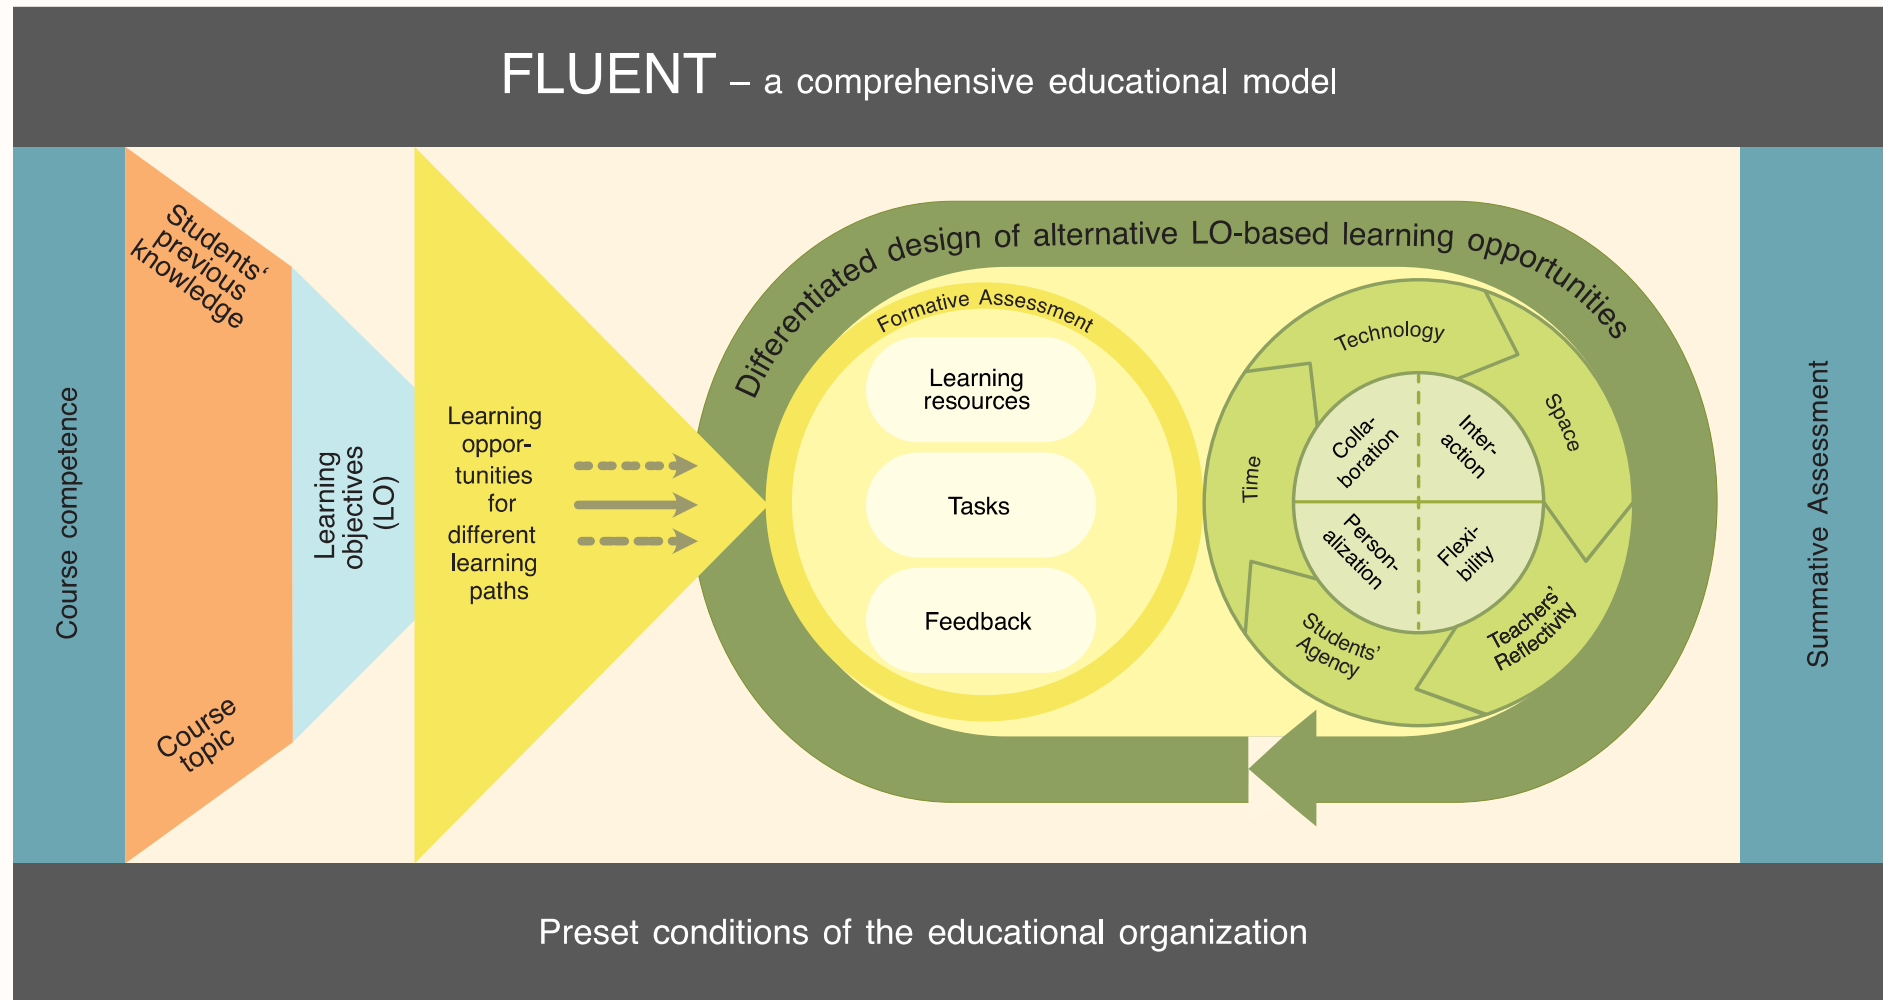 FLUENT – a comprehensive educational model
Course competence
Students‘
previous
knowledge
Course
topic
Learning
objectives
(LO)
Learning
oppor-
tunities
for
different
learning
paths
Differentiated design of alternative LO-based learning opportunities
Formative Assessment
Learning
resources
Tasks
Feedback
Technology
Space
Teachers’
Reflectivity
Students’
Agency
Time
Colla-
boration
Inter-
action
Person-
alization
Flexi-
bility
Summative Assessment
Preset conditions of the educational organization